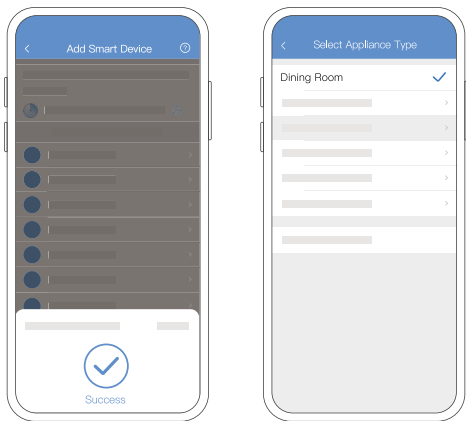 Add Smart Device
Success
Select Appliance Type
Dining Room